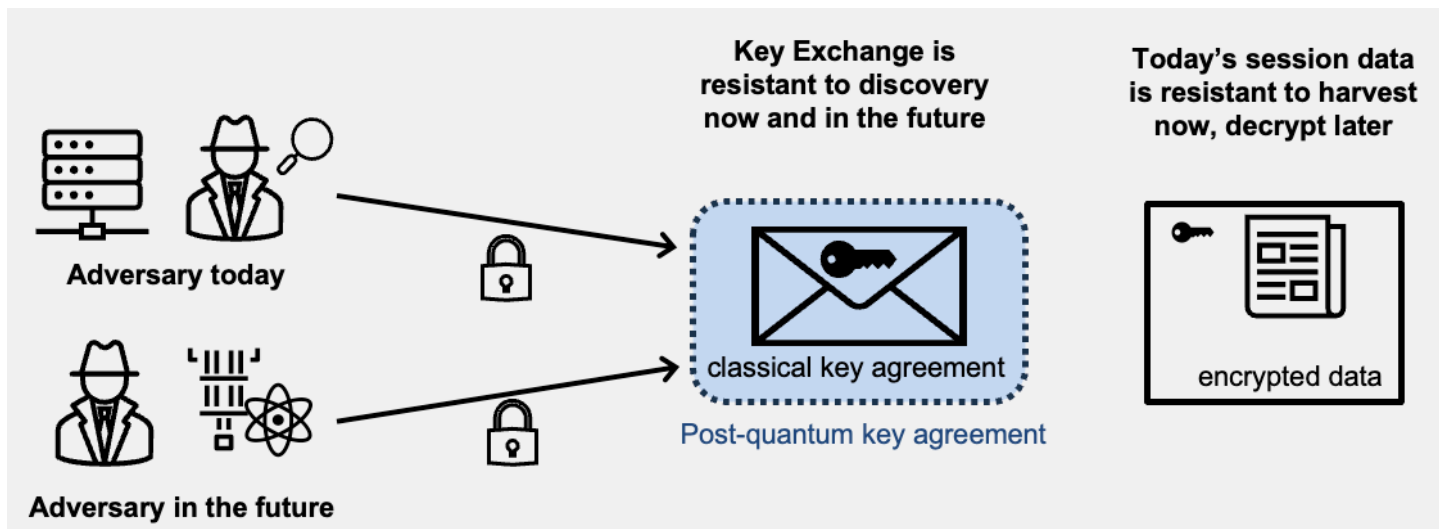 Key Exchange is
resistant to discovery
now and in the future
Today's session data
is resistant to harvest
now, decrypt later
Adversary today
classical key agreement
encrypted data
Post-quantum key agreement
Adversary in the future